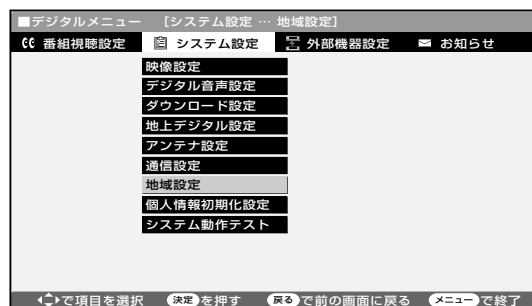 ■デジタルメニュー [システム設定 … 地域設定]
番組視聴設定 システム設定 外部機器設定 お知らせ
映像設定
デジタル音声設定
ダウンロード設定
地上デジタル設定
アンテナ設定
通信設定
地域設定
個人情報初期化設定
システム動作テスト
で項目を選択 決定を押す 戻るで前の画面に戻る メニューで終了